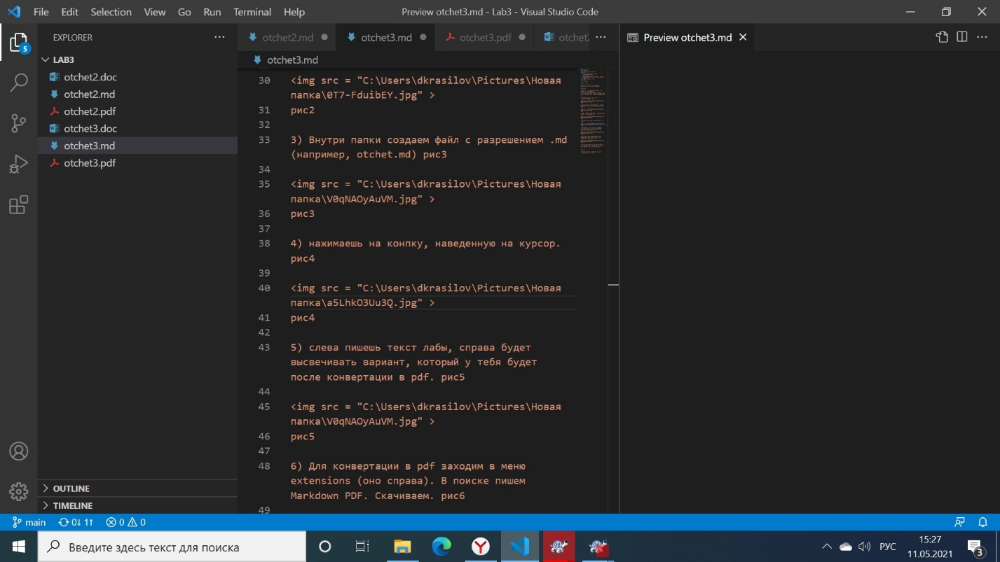 File Edit Selection View Go Run Terminal Help
Preview otchet3.md - Lab3 - Visual Studio Code
5
EXPLORER
LAB3
otchet2.doc
otchet2.md
otchet2.pdf
otchet3.doc
otchet3.md
otchet3.pdf
OUTLINE
TIMELINE
otchet2.md otchet3.md otchet3.pdf otchet2
otchet3.md
30 <img src = "C:\Users\dkrasilov\Pictures\Новая
папка\0T7-FduibEY.jpg" >
31 рис2
32
33 3) Внутри папки создаем файл с разрешением .md
(например, otchet.md) рис3
34
35 <img src = "C:\Users\dkrasilov\Pictures\Новая
папка\V0qNAOyAuVM.jpg" >
36 рис3
37
38 4) нажимаешь на конпку, наведенную на курсор.
рис4
39
40 <img src = "C:\Users\dkrasilov\Pictures\Новая
папка\a5LhkO3Uu3Q.jpg" >
41 рис4
42
43 5) слева пишешь текст лабы, справа будет
высвечивать вариант, который у тебя будет
после конвертации в pdf. рис5
44
45 <img src = "C:\Users\dkrasilov\Pictures\Новая
папка\V0qNAOyAuVM.jpg" >
46 рис5
47
48 6) Для конвертации в pdf заходим в меню
extensions (оно справа). В поиске пишем
Markdown PDF. Скачиваем. рис6
49
Preview otchet3.md
main 0↓ 1↑ 0 0
Введите здесь текст для поиска
РУС
15:27
11.05.2021
3